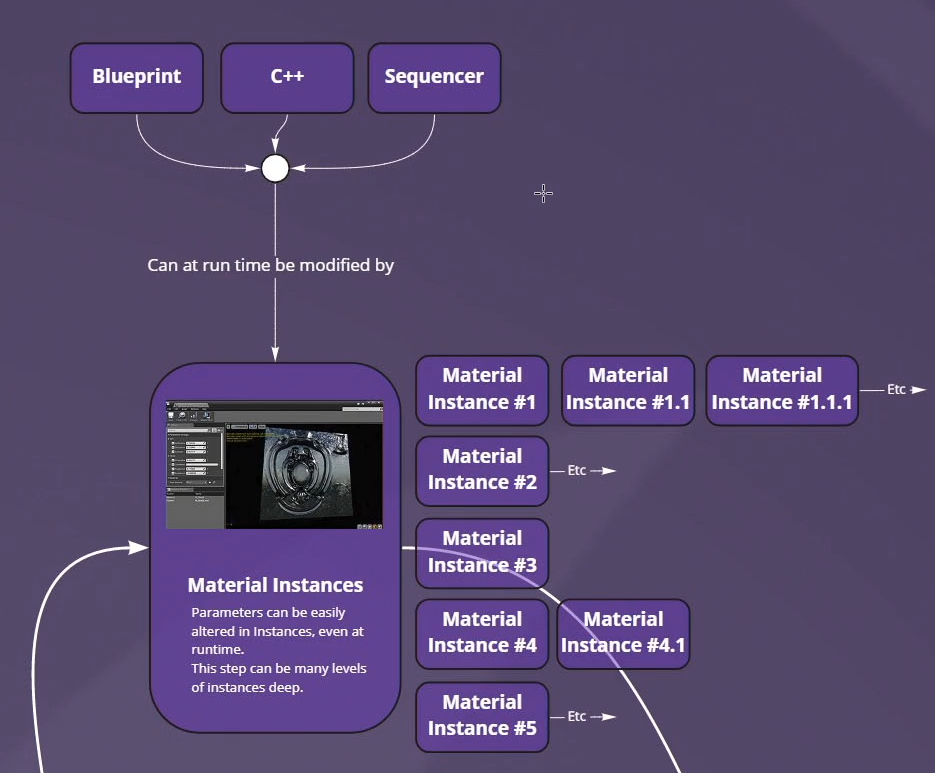 Blueprint
C++
Sequencer
Can at run time be modified by
Material
Instance #1
Material
Instance #1.1
Material
Instance #1.1.1
Etc
Material
Instance #2
Etc
Material
Instance #3
Material Instances
Parameters can be easily
altered in Instances, even at
runtime.
This step can be many levels
of instances deep.
Material
Instance #4
Material
Instance #4.1
Material
Instance #5
Etc